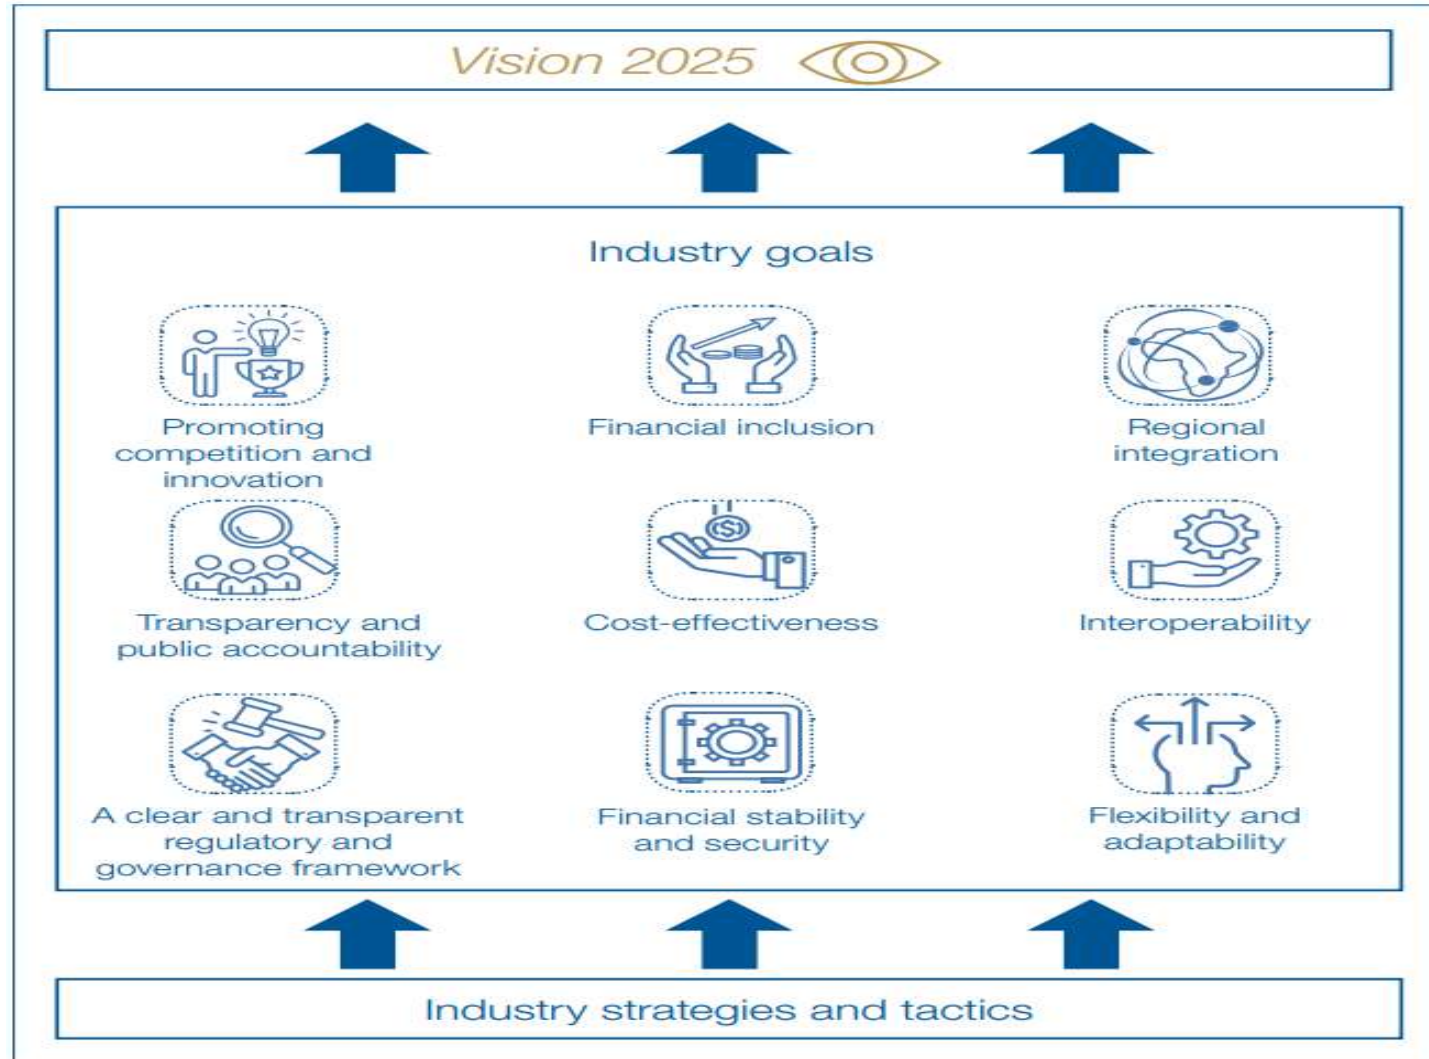 Vision 2025
Industry goals
Promoting
competition and
innovation
Financial inclusion
Regional
integration
Transparency and
public accountability
Cost-effectiveness
Interoperability
A clear and transparent
regulatory and
governance framework
Financial stability
and security
Flexibility and
adaptability
Industry strategies and tactics